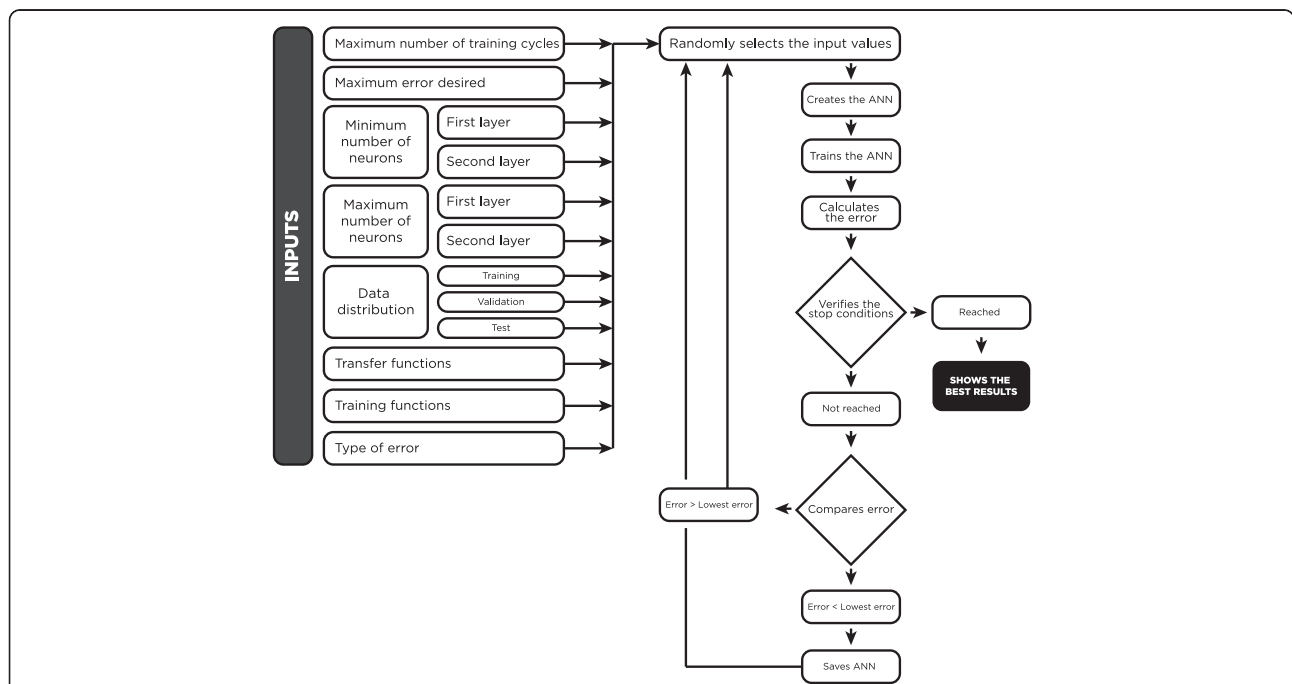 INPUTS
Maximum number of training cycles
Maximum error desired
Minimum
number of
neurons
First layer
Second layer
Maximum
number of
neurons
First layer
Second layer
Data
distribution
Training
Validation
Test
Transfer functions
Training functions
Type of error
Randomly selects the input values
Creates the ANN
Trains the ANN
Calculates
the error
Verifies the
stop conditions
Reached
SHOWS THE
BEST RESULTS
Not reached
Compares error
Error > Lowest error
Error < Lowest error
Saves ANN